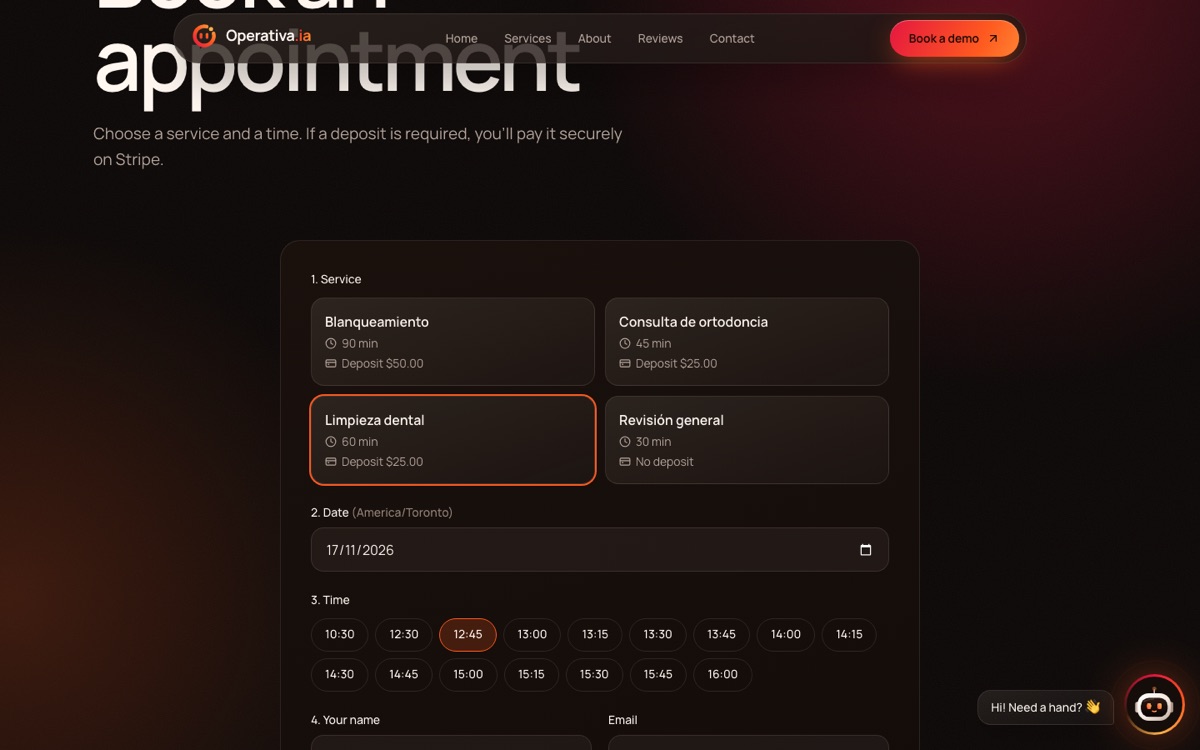 Book an
appointment
Operativa.ia
Home
Services
About
Reviews
Contact
Book a demo
Choose a service and a time. If a deposit is required, you'll pay it securely
on Stripe.
1. Service
Blanqueamiento
90 min
Deposit $50.00
Consulta de ortodoncia
45 min
Deposit $25.00
Limpieza dental
60 min
Deposit $25.00
Revisión general
30 min
No deposit
2. Date (America/Toronto)
17/11/2026
3. Time
10:30 12:30 12:45 13:00 13:15 13:30 13:45 14:00 14:15
14:30 14:45 15:00 15:15 15:30 15:45 16:00
4. Your name
Email
Hi! Need a hand? 👋